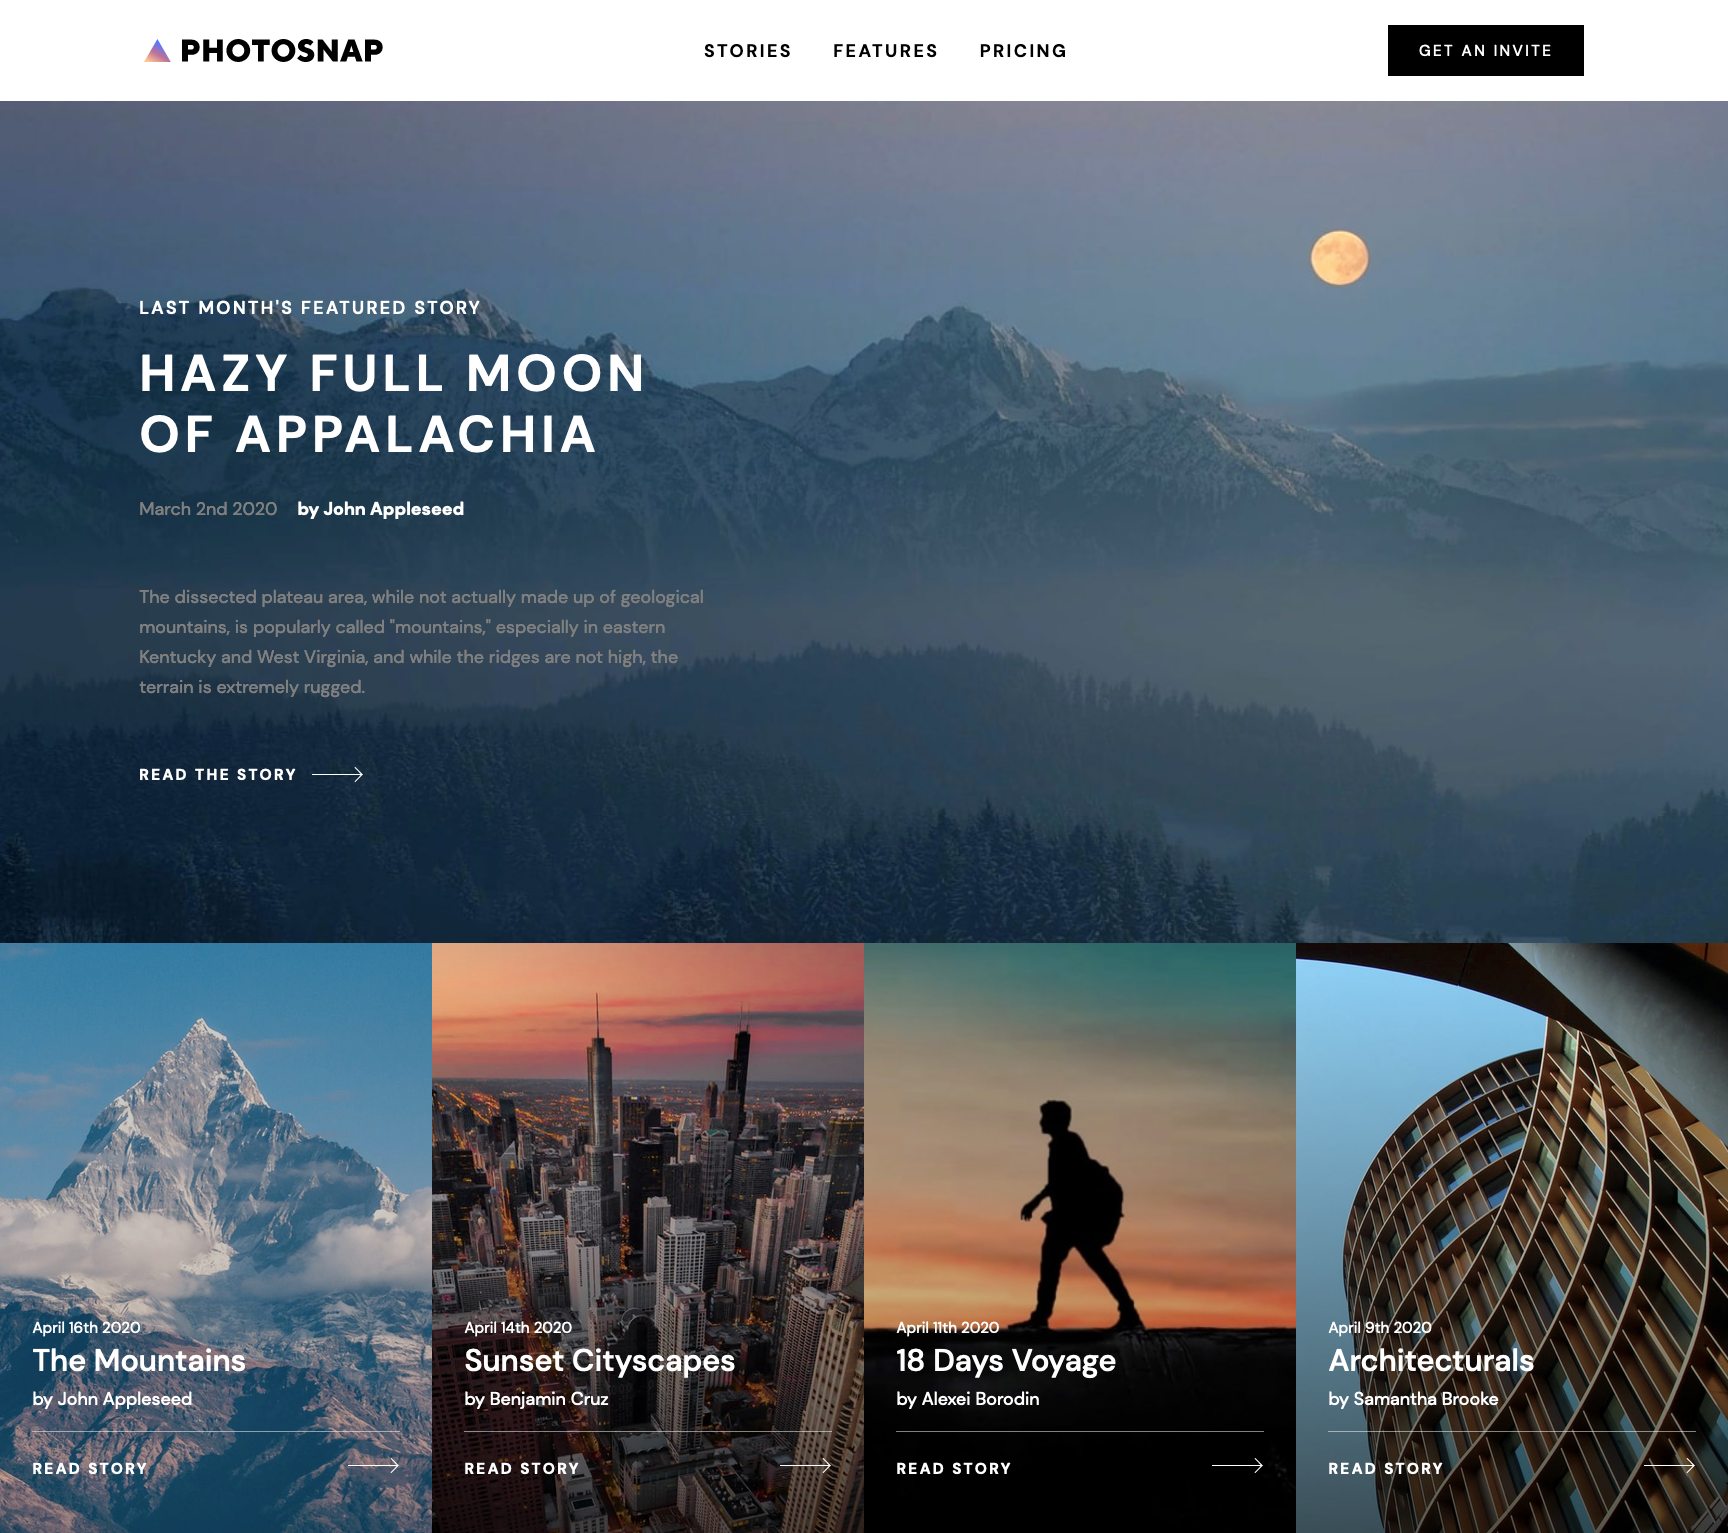 PHOTOSNAP
STORIES FEATURES PRICING
GET AN INVITE
LAST MONTH'S FEATURED STORY
HAZY FULL MOON
OF APPALACHIA
March 2nd 2020 by John Appleseed
The dissected plateau area, while not actually made up of geological
mountains, is popularly called "mountains," especially in eastern
Kentucky and West Virginia, and while the ridges are not high, the
terrain is extremely rugged.
READ THE STORY
April 16th 2020
The Mountains
by John Appleseed
READ STORY
April 14th 2020
Sunset Cityscapes
by Benjamin Cruz
READ STORY
April 11th 2020
18 Days Voyage
by Alexei Borodin
READ STORY
April 9th 2020
Architecturals
by Samantha Brooke
READ STORY